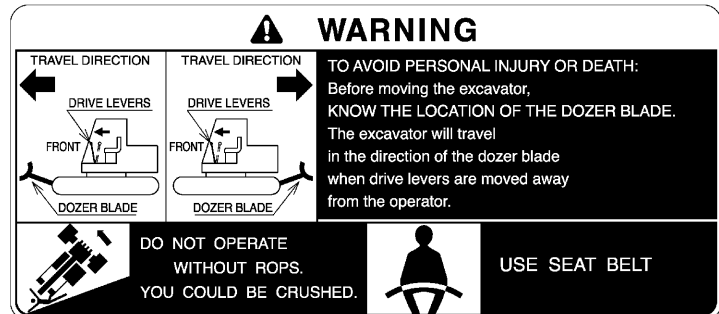 WARNING
TRAVEL DIRECTION
DRIVE LEVERS
FRONT
DOZER BLADE
TRAVEL DIRECTION
DRIVE LEVERS
FRONT
DOZER BLADE
TO AVOID PERSONAL INJURY OR DEATH:
Before moving the excavator,
KNOW THE LOCATION OF THE DOZER BLADE.
The excavator will travel
in the direction of the dozer blade
when drive levers are moved away
from the operator.
DO NOT OPERATE
WITHOUT ROPS.
YOU COULD BE CRUSHED.
USE SEAT BELT